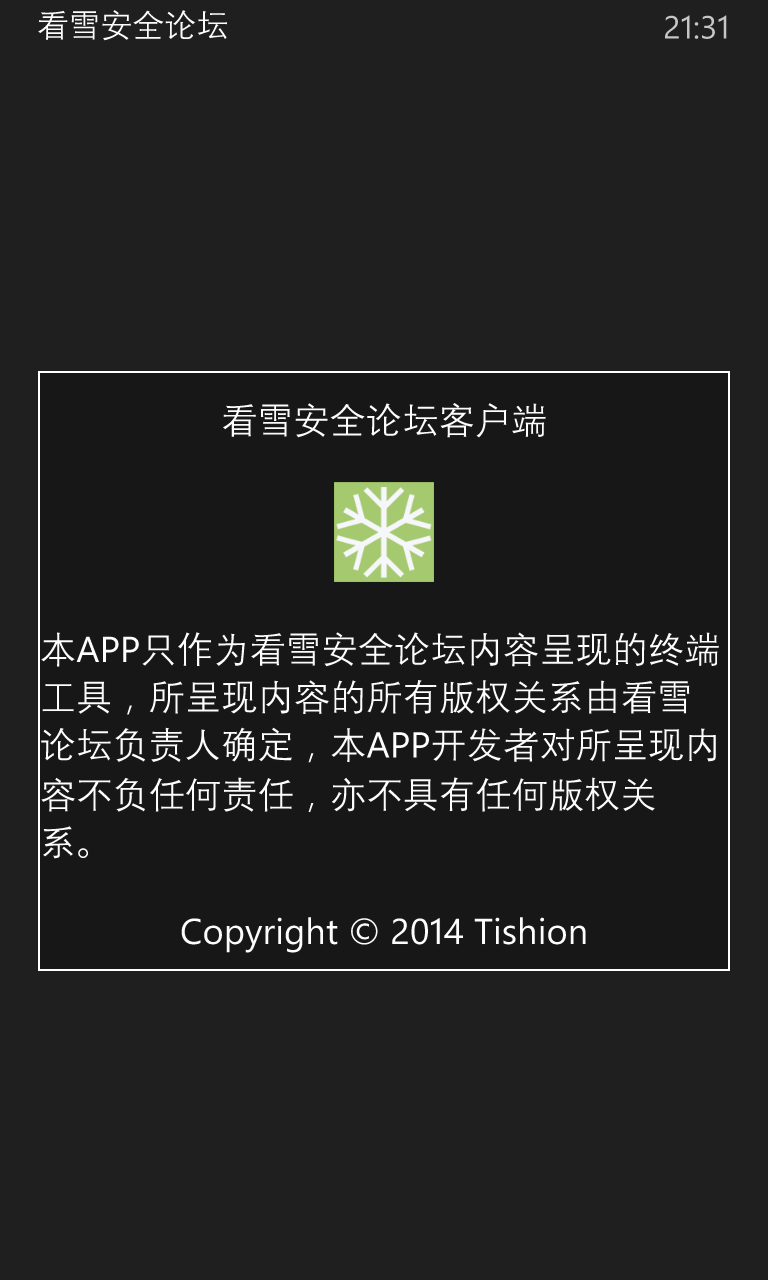 看雪安全论坛
21:31
看雪安全论坛客户端
本APP只作为看雪安全论坛内容呈现的终端
工具，所呈现内容的所有版权关系由看雪
论坛负责人确定，本APP开发者对所呈现内
容不负任何责任，亦不具有任何版权关
系。
Copyright © 2014 Tishion